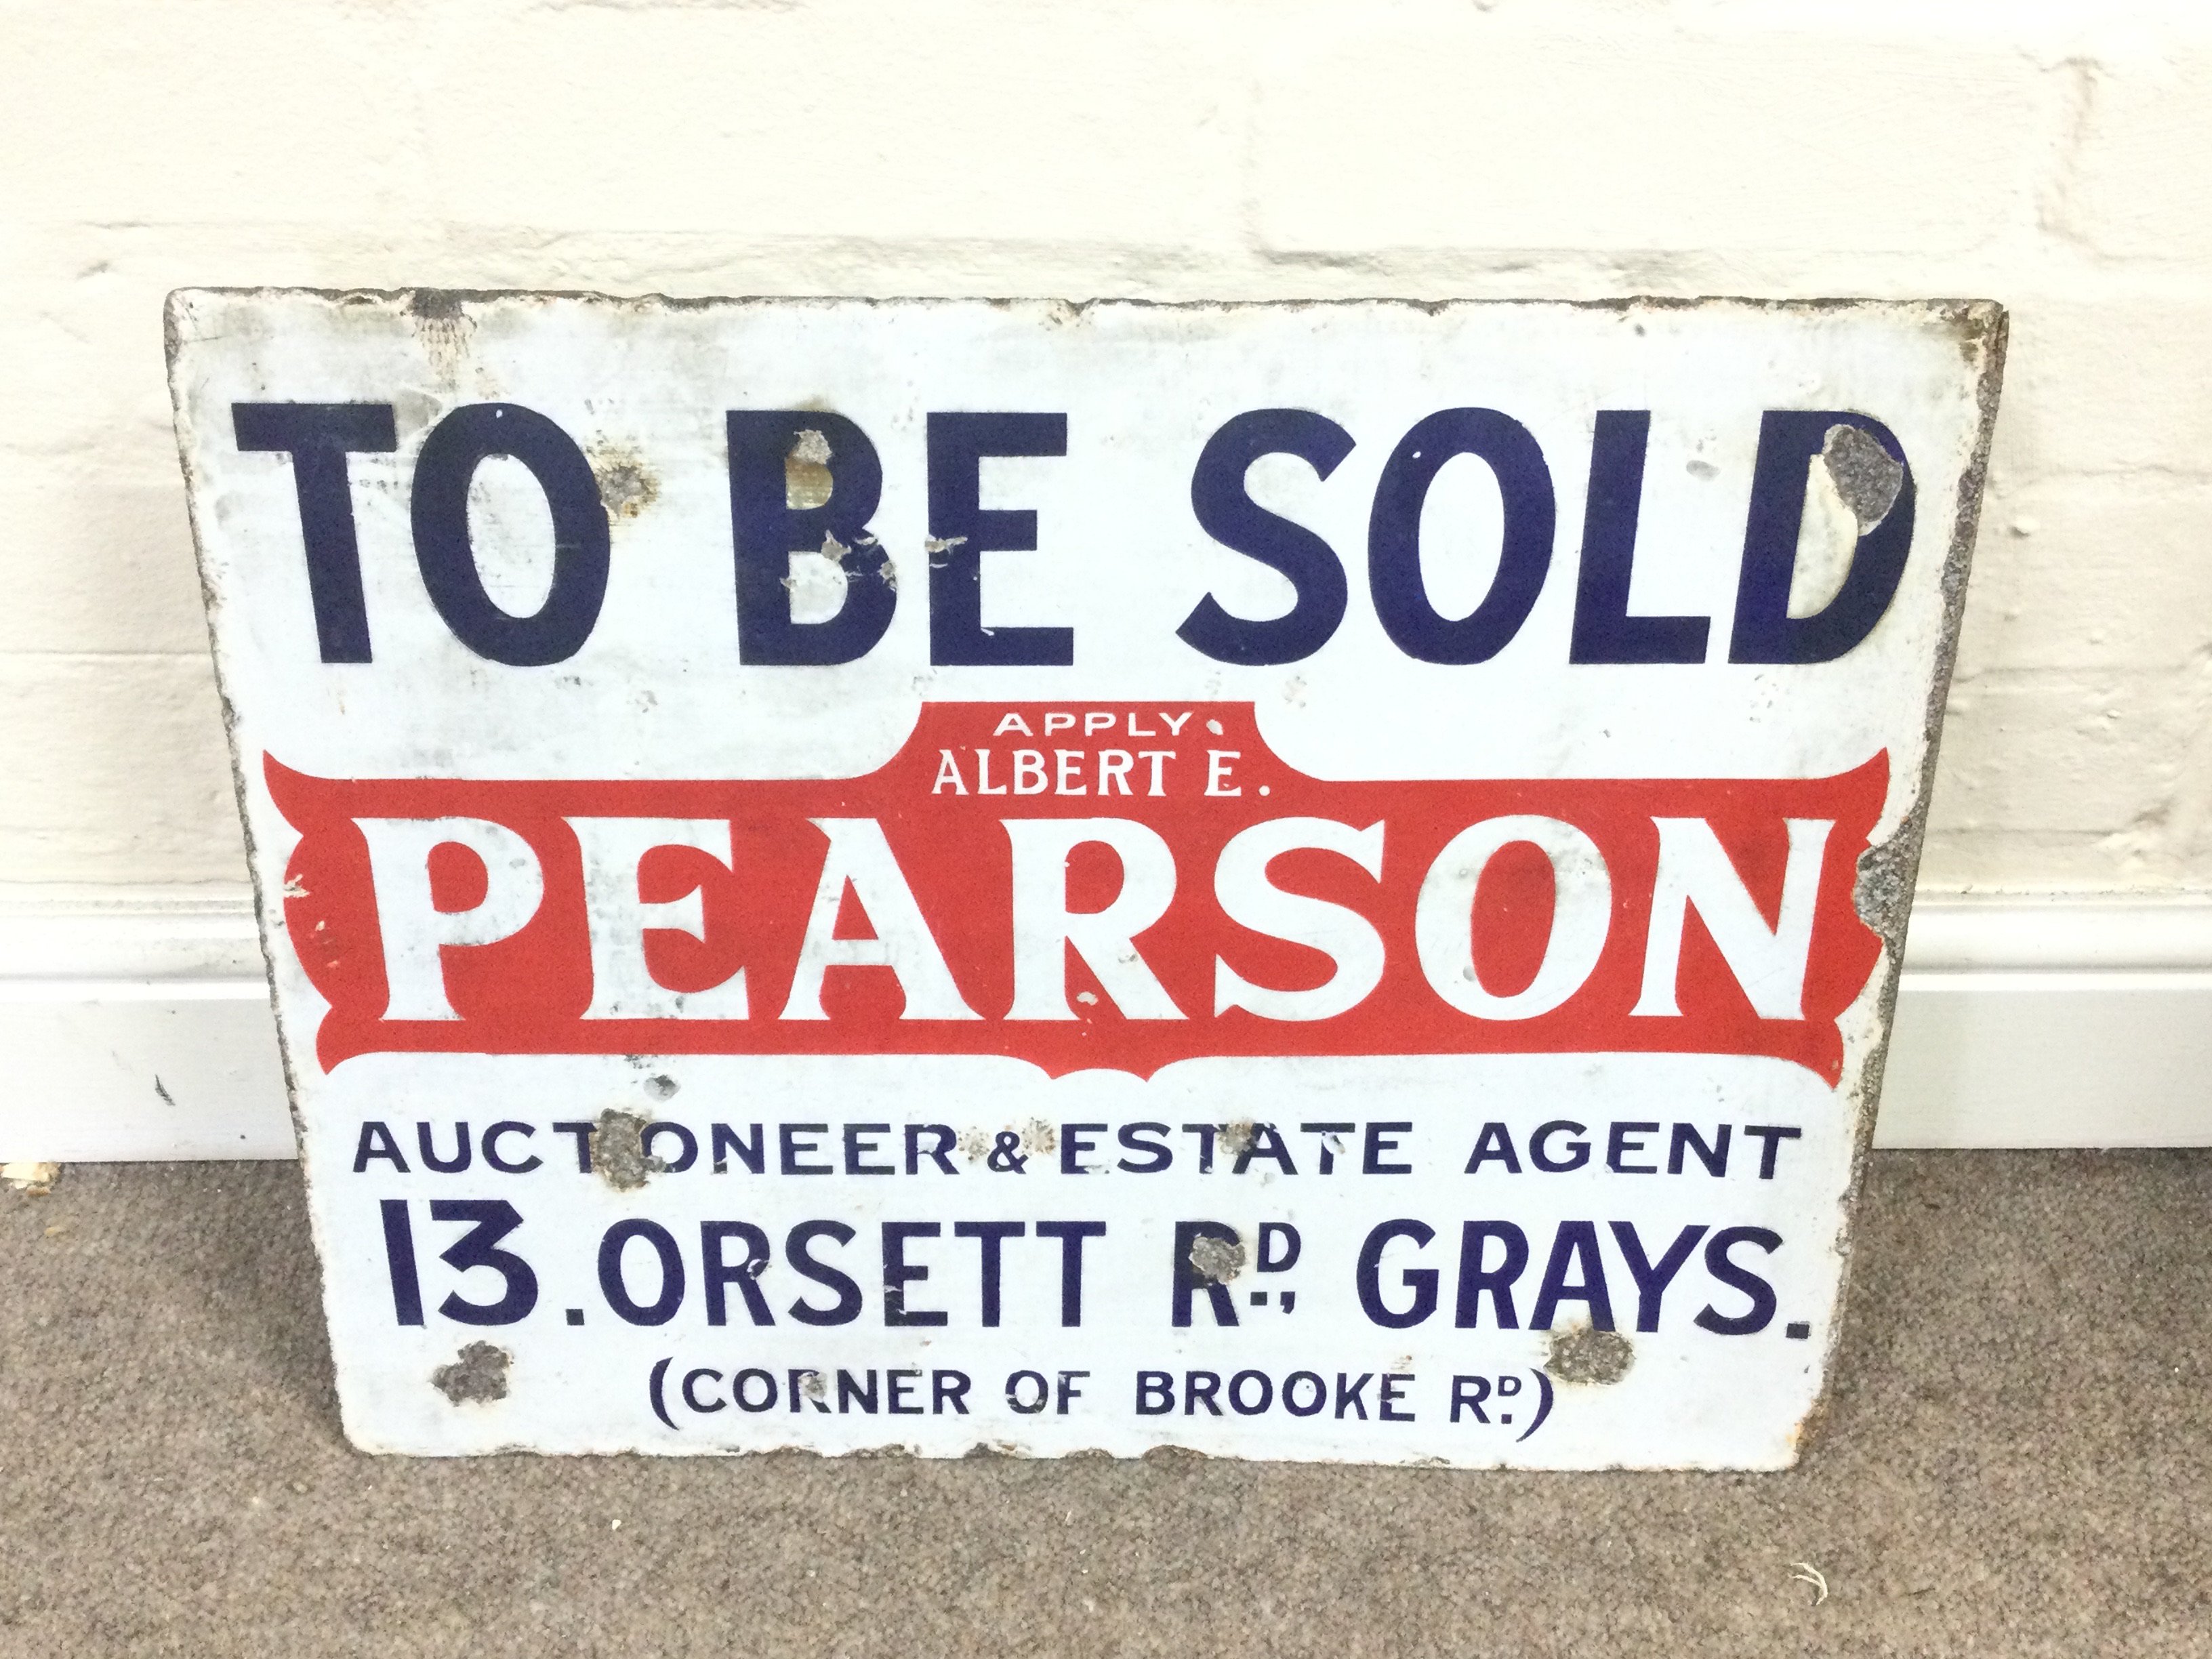 TO BE SOLD
APPLY.
ALBERT E.
PEARSON
AUCTIONEER & ESTATE AGENT
13. ORSETT RD., GRAYS.
(CORNER OF BROOKE RD.)